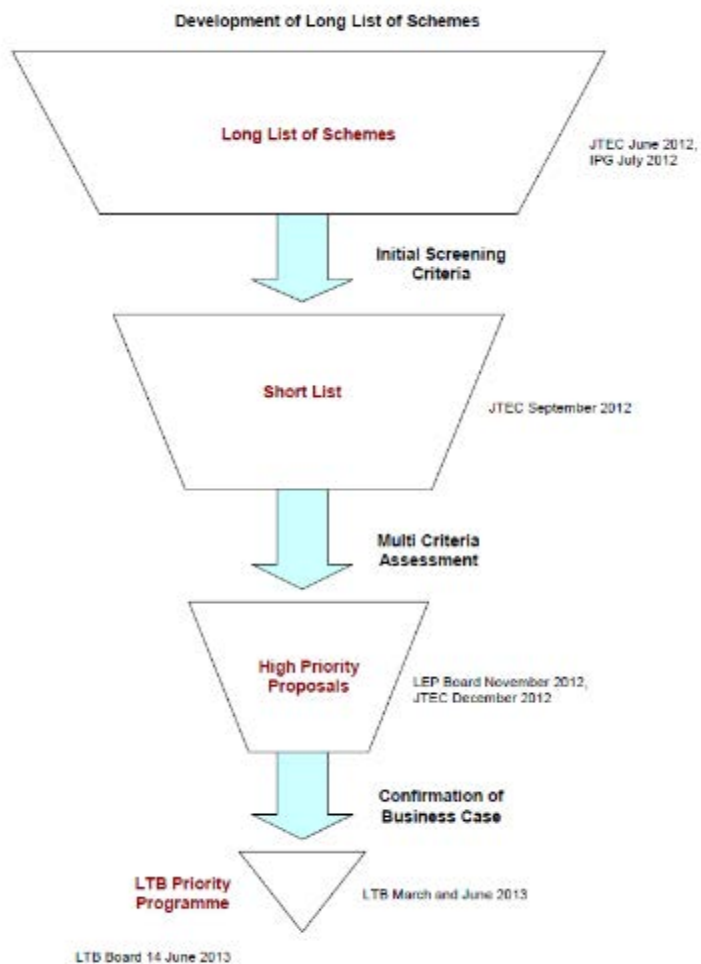 Development of Long List of Schemes
Long List of Schemes
JTEC June 2012,
IPG July 2012
Initial Screening
Criteria
Short List
JTEC September 2012
Multi Criteria
Assessment
High Priority
Proposals
LEP Board November 2012,
JTEC December 2012
Confirmation of
Business Case
LTB Priority
Programme
LTB March and June 2013
LTB Board 14 June 2013